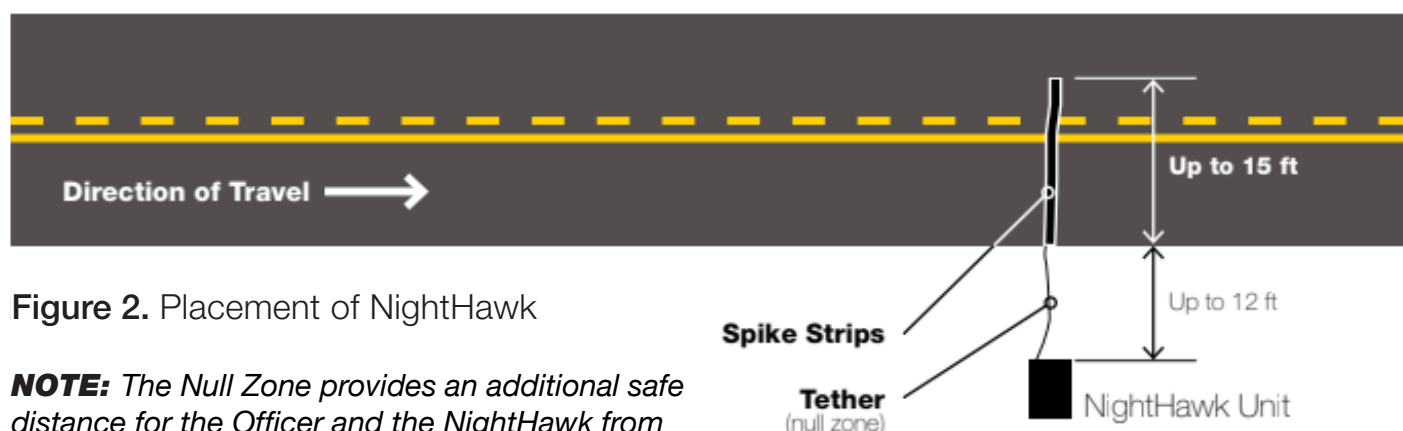 Direction of Travel
Up to 15 ft
Figure 2. Placement of NightHawk
Up to 12 ft
Spike Strips
NOTE: The Null Zone provides an additional safe
distance for the Officer and the NightHawk from
Tether
(null zone)
NightHawk Unit